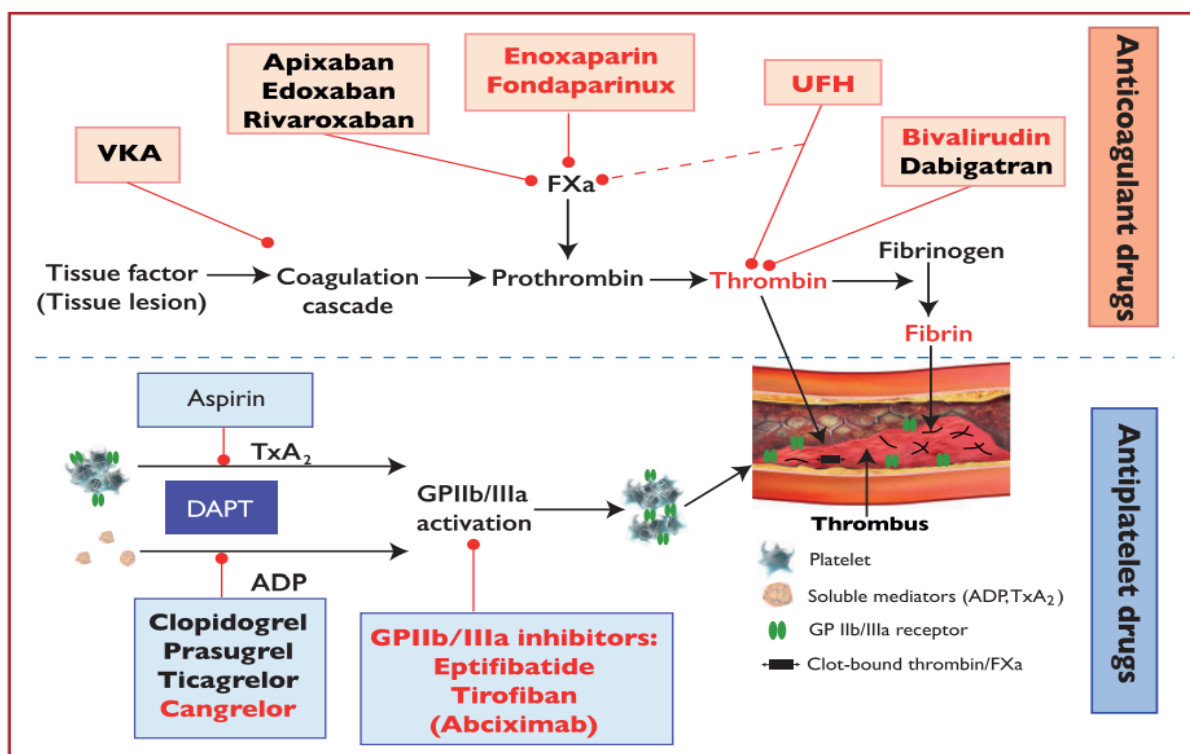 Apixaban
Edoxaban
Rivaroxaban
Enoxaparin
Fondaparinux
UFH
VKA
Bivalirudin
Dabigatran
FXa
Tissue factor
(Tissue lesion)
Coagulation
cascade
Prothrombin
Thrombin
Fibrinogen
Fibrin
Anticoagulant drugs
Aspirin
TxA₂
DAPT
ADP
GPIIb/IIIa
activation
Clopidogrel
Prasugrel
Ticagrelor
Cangrelor
GPIIb/IIIa inhibitors:
Eptifibatide
Tirofiban
(Abciximab)
Thrombus
Platelet
Soluble mediators (ADP,TxA₂)
GP IIb/IIIa receptor
Clot-bound thrombin/FXa
Antiplatelet drugs